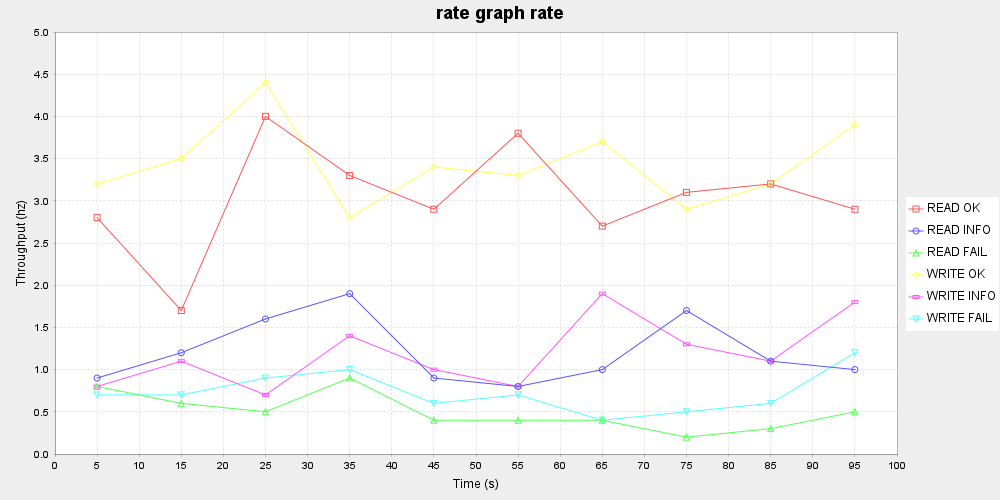 rate graph rate
5.0
4.5
4.0
3.5
3.0
2.5
2.0
1.5
1.0
0.5
0.0
Throughput (hz)
0 5 10 15 20 25 30 35 40 45 50 55 60 65 70 75 80 85 90 95 100
Time (s)
READ OK
READ INFO
READ FAIL
WRITE OK
WRITE INFO
WRITE FAIL